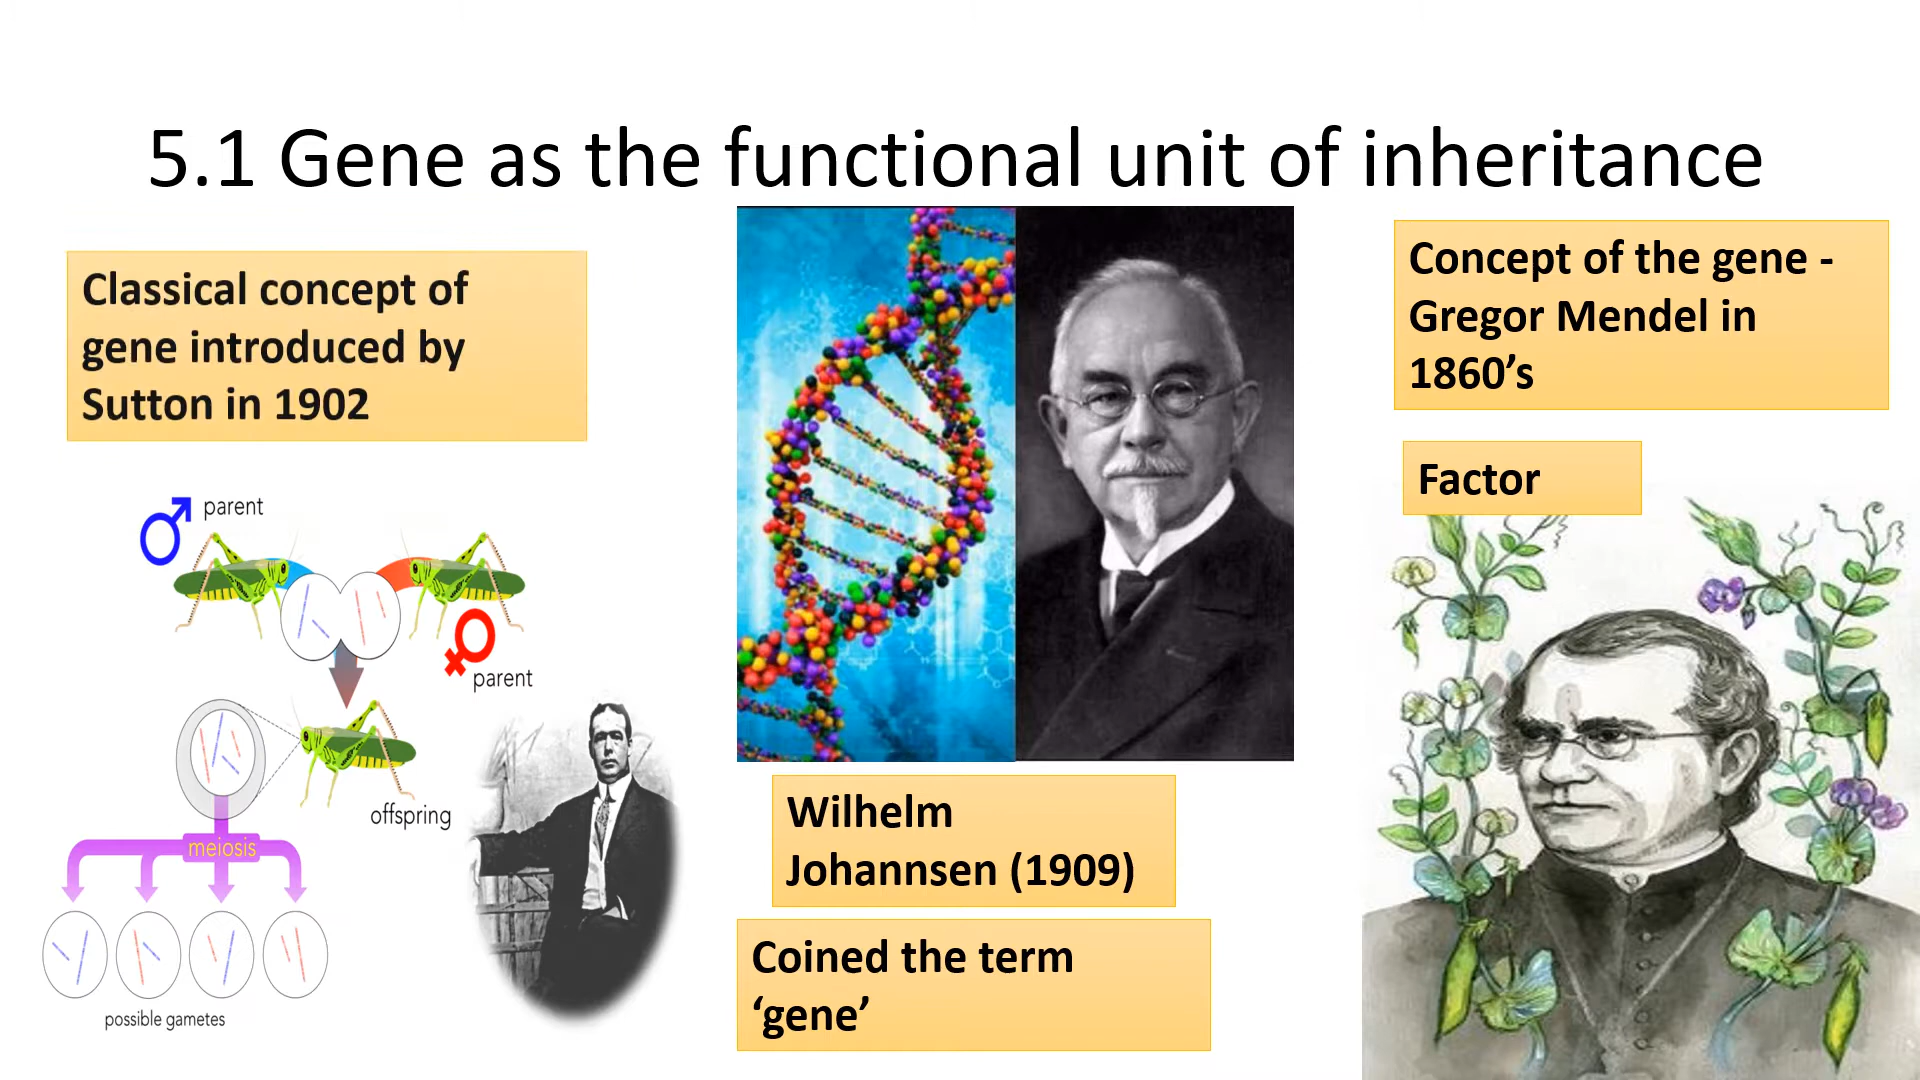 5.1 Gene as the functional unit of inheritance
Classical concept of
gene introduced by
Sutton in 1902
parent
parent
offspring
meiosis
possible gametes
Wilhelm
Johannsen (1909)
Coined the term
‘gene’
Concept of the gene -
Gregor Mendel in
1860’s
Factor